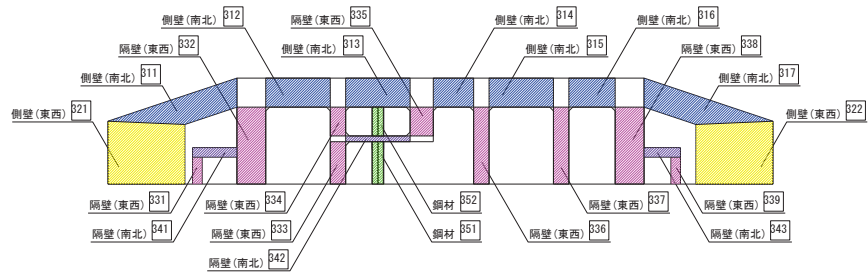 側壁(南北) 312
隔壁(東西) 335
側壁(南北) 314
側壁(南北) 316
隔壁(東西) 332
側壁(南北) 313
側壁(南北) 315
隔壁(東西) 338
側壁(南北) 311
側壁(南北) 317
側壁(東西) 321
側壁(東西) 322
隔壁(東西) 331
隔壁(東西) 334
鋼材 352
隔壁(東西) 337
隔壁(東西) 339
隔壁(南北) 341
隔壁(東西) 333
鋼材 351
隔壁(東西) 336
隔壁(南北) 343
隔壁(南北) 342